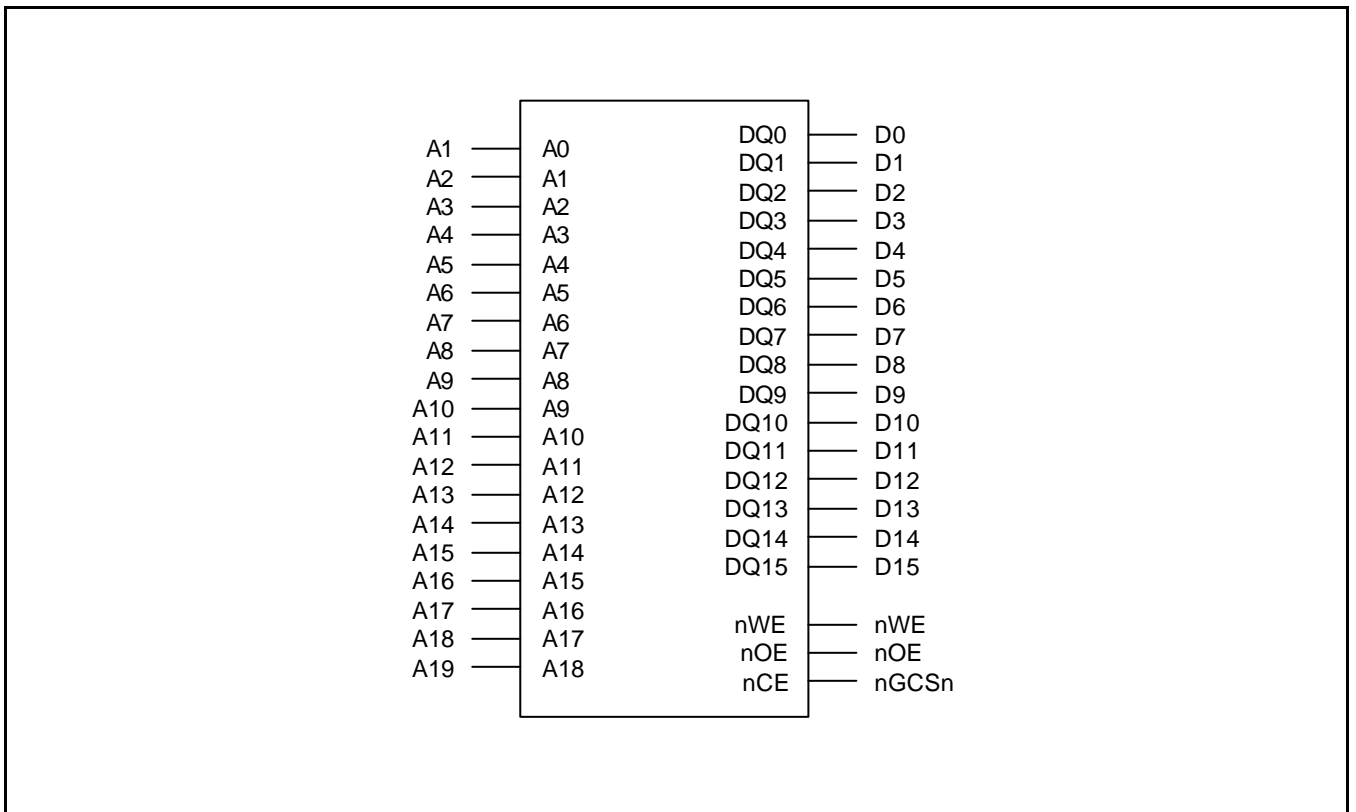 A1 A0 DQ0 D0
A2 A1 DQ1 D1
A3 A2 DQ2 D2
A4 A3 DQ3 D3
A5 A4 DQ4 D4
A6 A5 DQ5 D5
A7 A6 DQ6 D6
A8 A7 DQ7 D7
A9 A8 DQ8 D8
A10 A9 DQ9 D9
A11 A10 DQ10 D10
A12 A11 DQ11 D11
A13 A12 DQ12 D12
A14 A13 DQ13 D13
A15 A14 DQ14 D14
A16 A15 DQ15 D15
A17 A16 nWE nWE
A18 A17 nOE nOE
A19 A18 nCE nGCSn